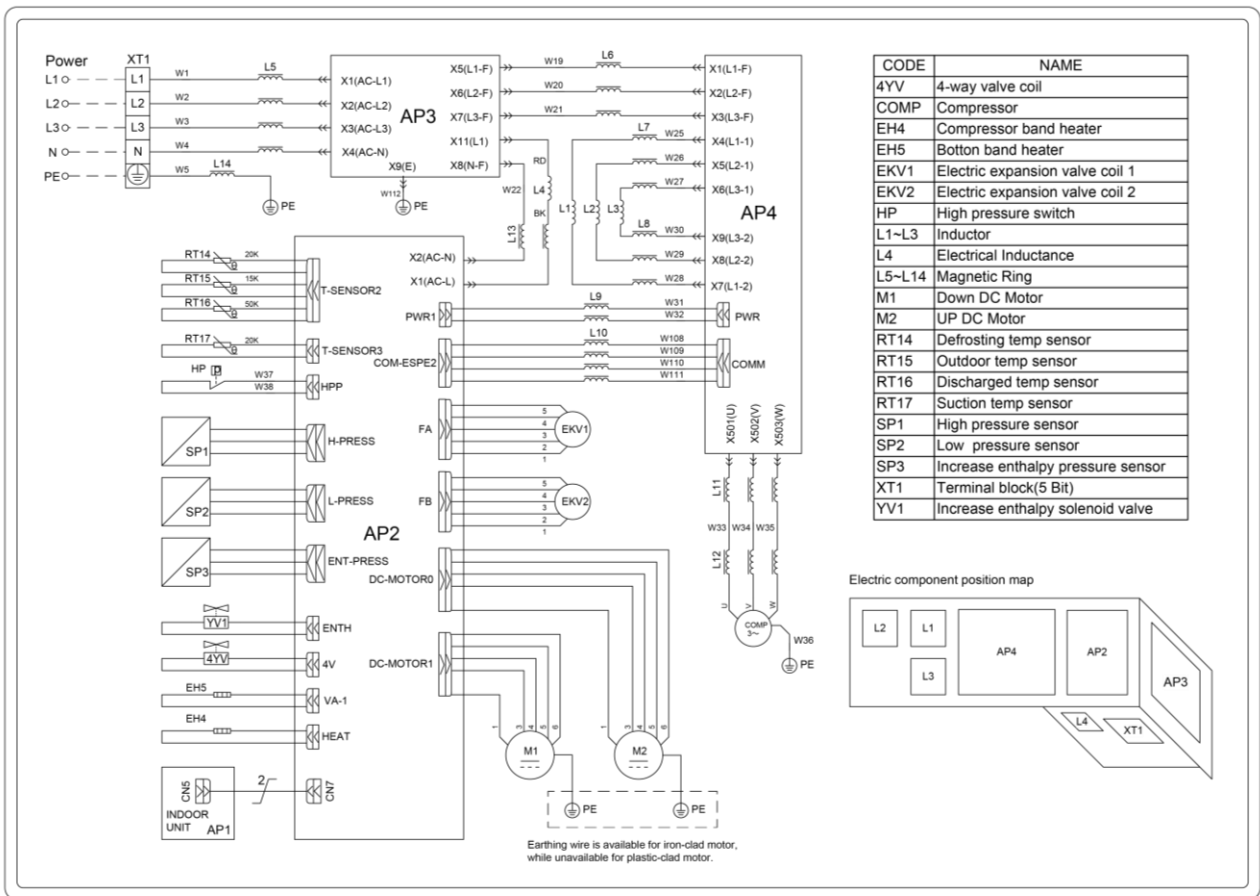 Power
XT1
L1
L1
W1
L5
X1(AC-L1)
L2
L2
W2
X2(AC-L2)
L3
L3
W3
X3(AC-L3)
N
N
W4
X4(AC-N)
PE
W5
L14
PE
AP3
X5(L1-F)
X6(L2-F)
X7(L3-F)
X11(L1)
X8(N-F)
X9(E)
W112
PE
W19
L6
W20
W21
X1(L1-F)
X2(L2-F)
X3(L3-F)
X4(L1-1)
X5(L2-1)
X6(L3-1)
AP4
X9(L3-2)
X8(L2-2)
X7(L1-2)
L7
W25
W26
W27
L1
L2
L3
L8
W30
W29
W28
RD
L4
BK
W22
L13
X2(AC-N)
X1(AC-L)
RT14
20K
RT15
15K
RT16
50K
T-SENSOR2
RT17
20K
T-SENSOR3
HP
P
W37
W38
HPP
SP1
H-PRESS
SP2
L-PRESS
SP3
ENT-PRESS
YV1
ENTH
4YV
4V
EH5
VA-1
EH4
HEAT
CN5
2
CN7
INDOOR
UNIT
AP1
AP2
PWR1
L9
W31
W32
PWR
COM-ESPE2
L10
W108
W109
W110
W111
COMM
FA
5
4
3
2
1
EKV1
FB
5
4
3
2
1
EKV2
DC-MOTOR0
DC-MOTOR1
1
3
4
5
6
M1
1
3
4
5
6
M2
PE
PE
Earthing wire is available for iron-clad motor,
while unavailable for plastic-clad motor.
X501(U)
X502(V)
X503(W)
L11
W33
W34
W35
L12
U
V
W
COMP
3~
W36
PE
CODE NAME
4YV 4-way valve coil
COMP Compressor
EH4 Compressor band heater
EH5 Botton band heater
EKV1 Electric expansion valve coil 1
EKV2 Electric expansion valve coil 2
HP High pressure switch
L1~L3 Inductor
L4 Electrical Inductance
L5~L14 Magnetic Ring
M1 Down DC Motor
M2 UP DC Motor
RT14 Defrosting temp sensor
RT15 Outdoor temp sensor
RT16 Discharged temp sensor
RT17 Suction temp sensor
SP1 High pressure sensor
SP2 Low pressure sensor
SP3 Increase enthalpy pressure sensor
XT1 Terminal block(5 Bit)
YV1 Increase enthalpy solenoid valve
Electric component position map
L2
L1
L3
AP4
AP2
AP3
L4
XT1